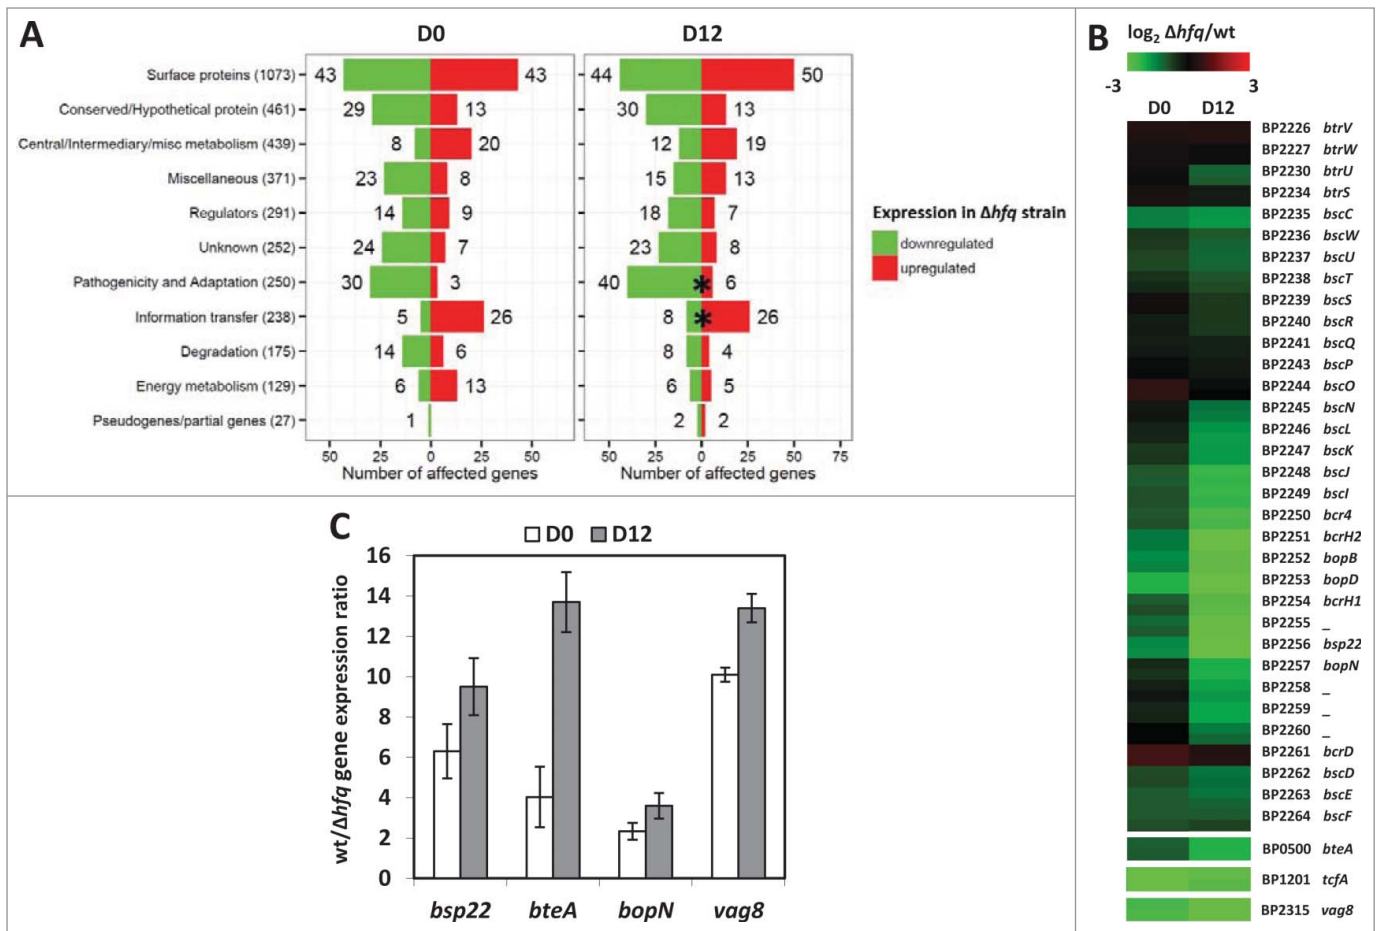 A
D0
D12
Surface proteins (1073)
43
43
44
50
Conserved/Hypothetical protein (461)
29
13
30
13
Central/Intermediary/misc metabolism (439)
8
20
12
19
Miscellaneous (371)
23
8
15
13
Regulators (291)
14
9
18
7
Unknown (252)
24
7
23
8
Pathogenicity and Adaptation (250)
30
3
40
* 6
Information transfer (238)
5
26
8
* 26
Degradation (175)
14
6
8
4
Energy metabolism (129)
6
13
6
5
Pseudogenes/partial genes (27)
1
2
2
50 25 0 25 50
50 25 0 25 50 75
Number of affected genes
Number of affected genes
Expression in Δhfq strain
downregulated
upregulated
B
log₂ Δhfq/wt
-3 3
D0 D12
BP2226 btrV
BP2227 btrW
BP2230 btrU
BP2234 btrS
BP2235 bscC
BP2236 bscW
BP2237 bscU
BP2238 bscT
BP2239 bscS
BP2240 bscR
BP2241 bscQ
BP2243 bscP
BP2244 bscO
BP2245 bscN
BP2246 bscL
BP2247 bscK
BP2248 bscJ
BP2249 bscI
BP2250 bcr4
BP2251 bcrH2
BP2252 bopB
BP2253 bopD
BP2254 bcrH1
BP2255 _
BP2256 bsp22
BP2257 bopN
BP2258 _
BP2259 _
BP2260 _
BP2261 bcrD
BP2262 bscD
BP2263 bscE
BP2264 bscF
BP0500 bteA
BP1201 tcfA
BP2315 vag8
C
D0 D12
wt/Δhfq gene expression ratio
16
14
12
10
8
6
4
2
0
bsp22 bteA bopN vag8